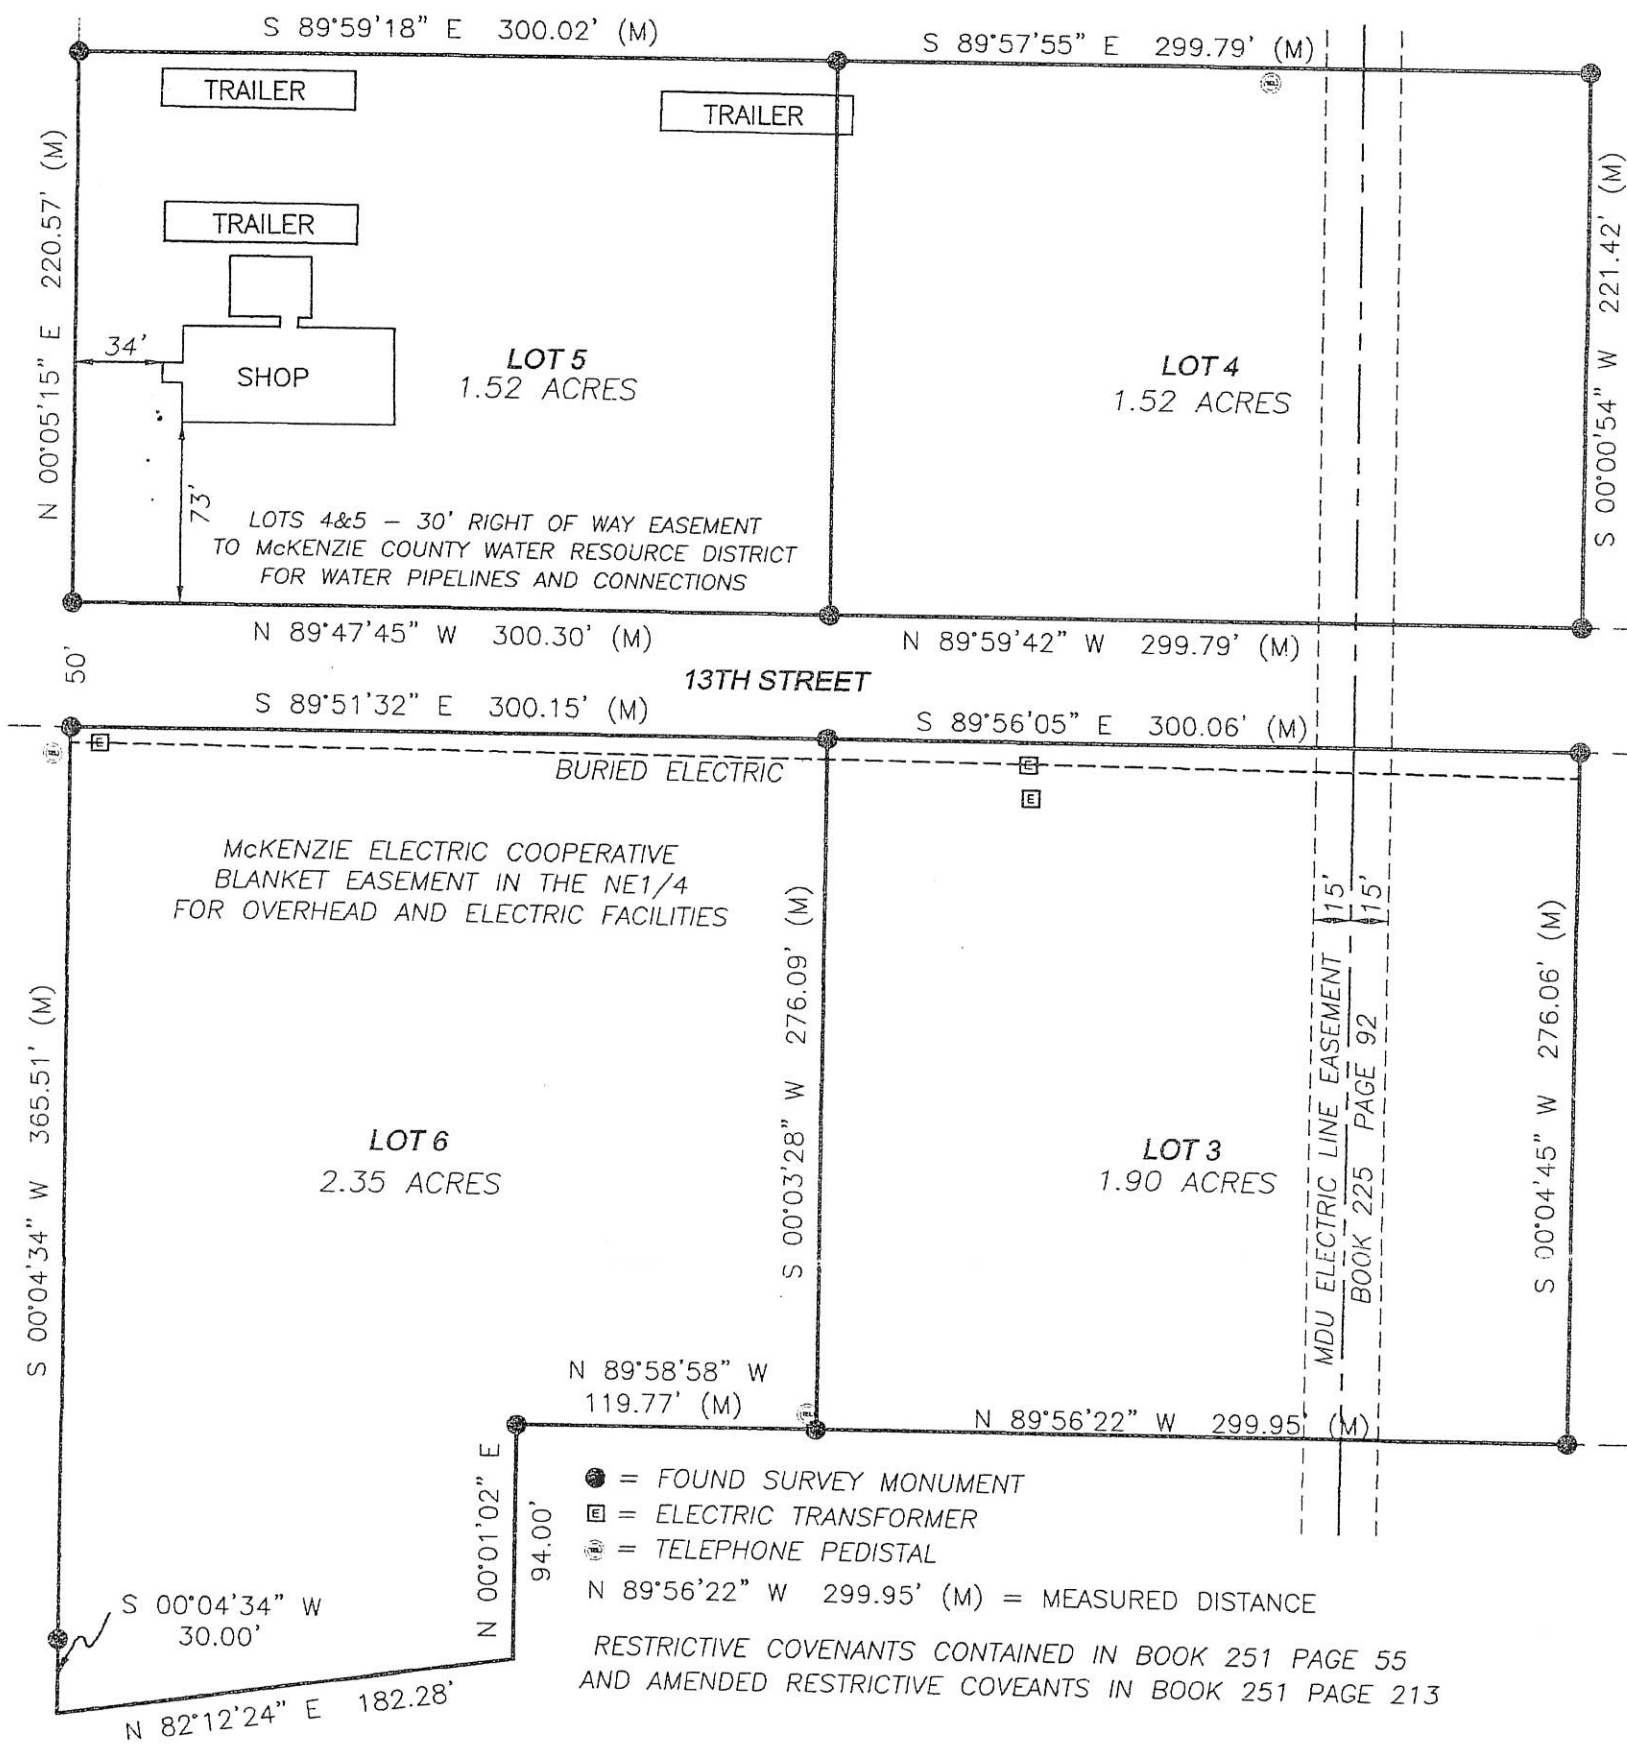 S 89°59'18" E 300.02' (M)
S 89°57'55" E 299.79' (M)
TRAILER
TRAILER
TEL
N 00°05'15" E 220.57' (M)
S 00°00'54" W 221.42' (M)
TRAILER
34'
SHOP
LOT 5
1.52 ACRES
LOT 4
1.52 ACRES
73'
LOTS 4&5 – 30' RIGHT OF WAY EASEMENT
TO McKENZIE COUNTY WATER RESOURCE DISTRICT
FOR WATER PIPELINES AND CONNECTIONS
N 89°47'45" W 300.30' (M)
N 89°59'42" W 299.79' (M)
50'
13TH STREET
S 89°51'32" E 300.15' (M)
S 89°56'05" E 300.06' (M)
TEL
E
BURIED ELECTRIC
E
E
McKENZIE ELECTRIC COOPERATIVE
BLANKET EASEMENT IN THE NE1/4
FOR OVERHEAD AND ELECTRIC FACILITIES
15'
15'
S 00°04'34" W 365.51' (M)
S 00°03'28" W 276.09' (M)
MDU ELECTRIC LINE EASEMENT
BOOK 225 PAGE 92
S 00°04'45" W 276.06' (M)
LOT 6
2.35 ACRES
LOT 3
1.90 ACRES
N 89°58'58" W
119.77' (M)
TEL
N 89°56'22" W 299.95' (M)
N 00°01'02" E
94.00'
= FOUND SURVEY MONUMENT
E = ELECTRIC TRANSFORMER
TEL = TELEPHONE PEDISTAL
N 89°56'22" W 299.95' (M) = MEASURED DISTANCE
S 00°04'34" W
30.00'
N 82°12'24" E 182.28'
RESTRICTIVE COVENANTS CONTAINED IN BOOK 251 PAGE 55
AND AMENDED RESTRICTIVE COVEANTS IN BOOK 251 PAGE 213